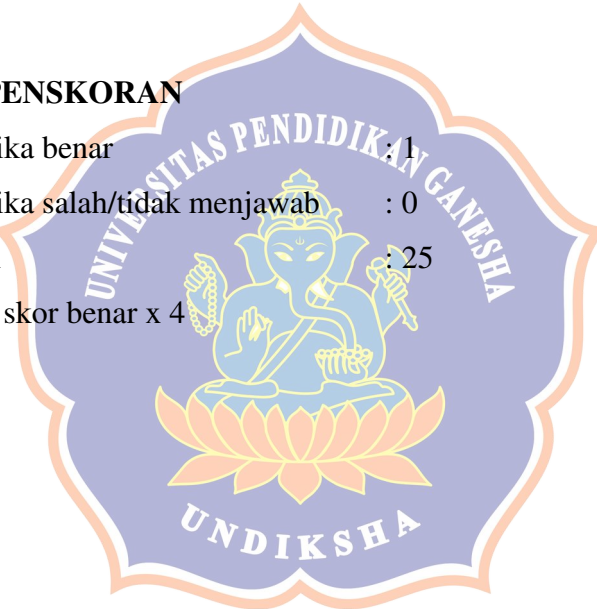 PENSKORAN
ika benar : 1
ika salah/tidak menjawab : 0
: 25
skor benar x 4
UNIVERSITAS PENDIDIKAN GANESHA
UNDIKSHA